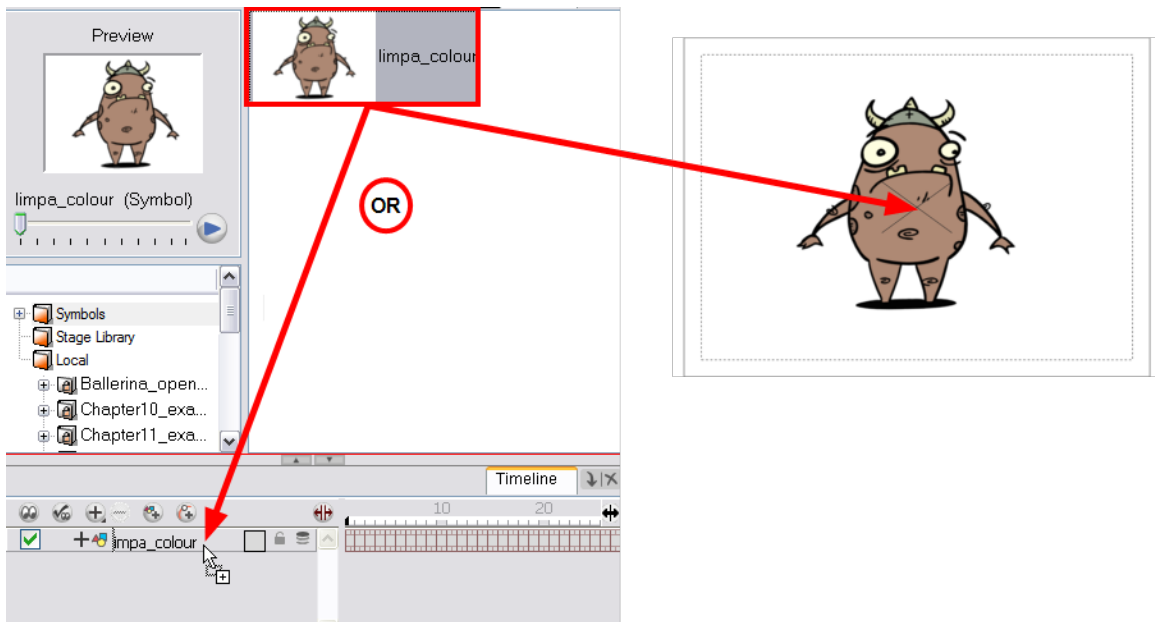 Preview
limpa_colour
limpa_colour (Symbol)
OR
Symbols
Stage Library
Local
Ballerina_open...
Chapter10_exa...
Chapter11_exa...
Timeline
10 20
impa_colour